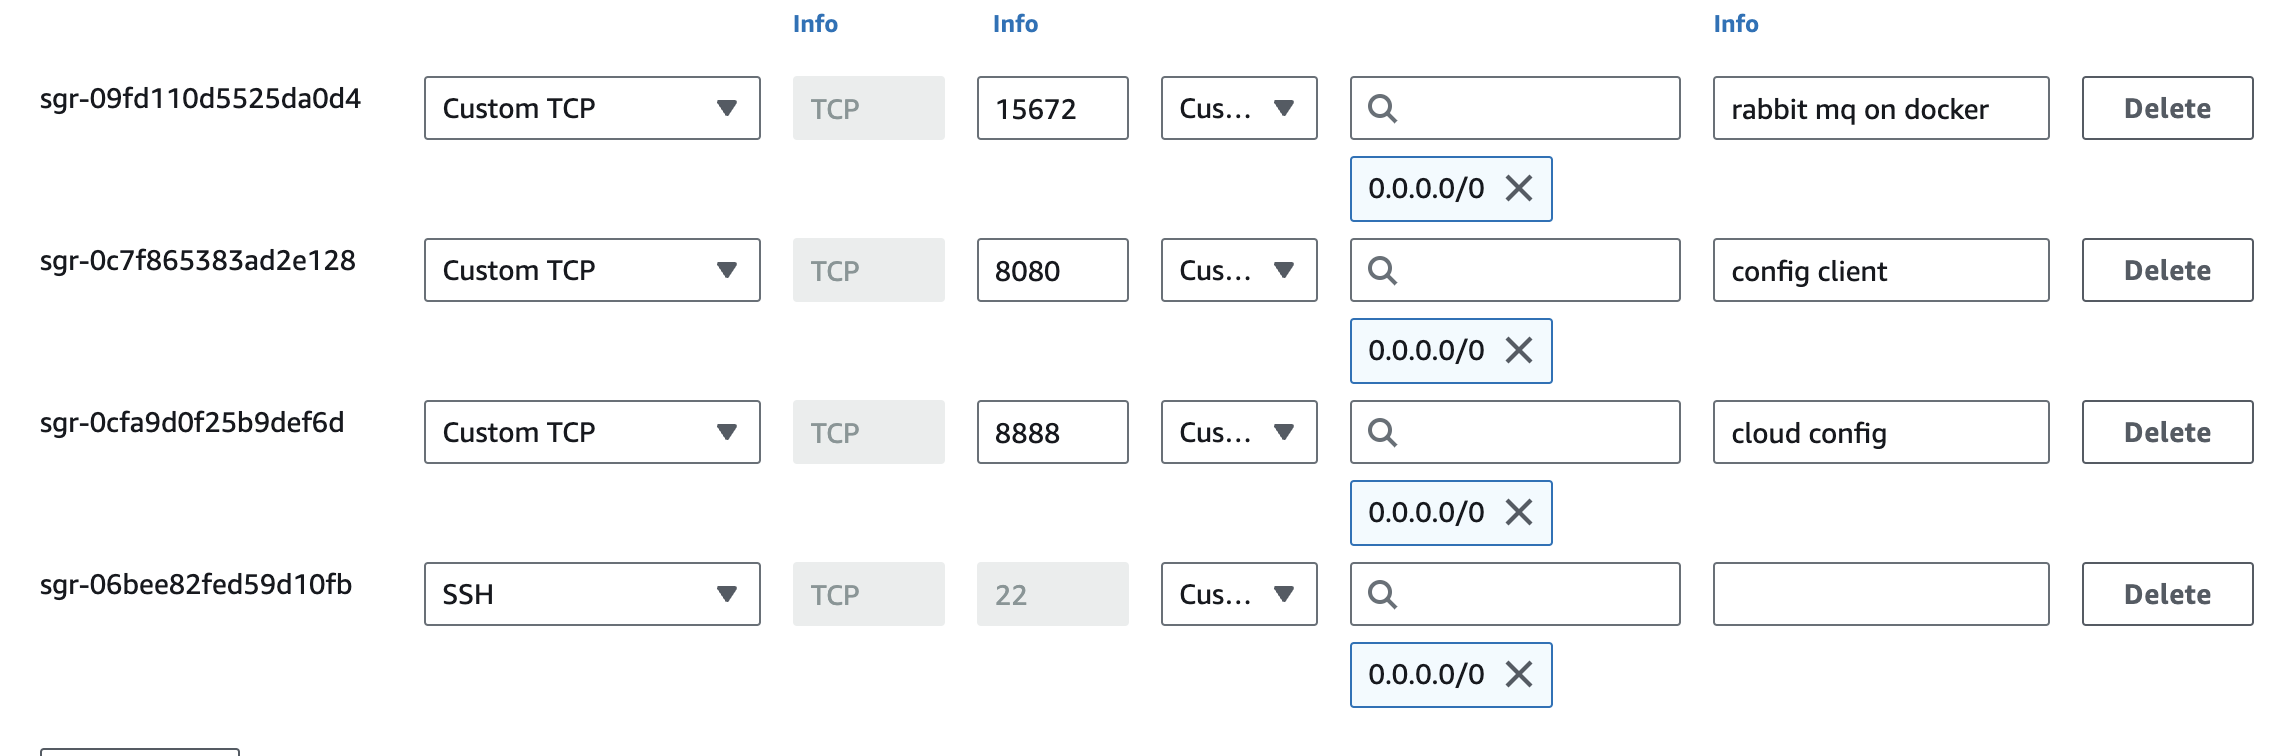 Info Info Info
sgr-09fd110d5525da0d4 Custom TCP TCP 15672 Cus... rabbit mq on docker Delete
0.0.0.0/0
sgr-0c7f865383ad2e128 Custom TCP TCP 8080 Cus... config client Delete
0.0.0.0/0
sgr-0cfa9d0f25b9def6d Custom TCP TCP 8888 Cus... cloud config Delete
0.0.0.0/0
sgr-06bee82fed59d10fb SSH TCP 22 Cus... Delete
0.0.0.0/0